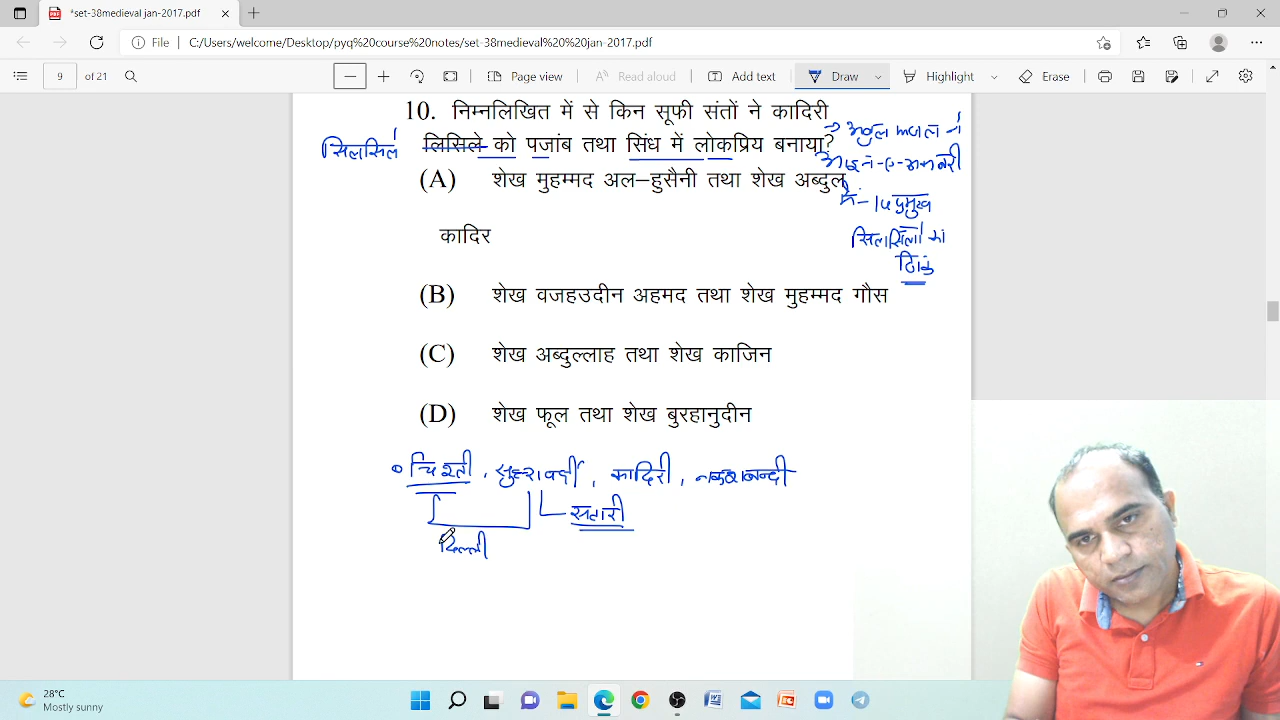 *set-38medieval jan-2017.pdf
File C:/Users/welcome/Desktop/pyq%20course%20notes/set-38medieval%20%20jan-2017.pdf
9 of 21 Page view Read aloud Add text Draw Highlight Erase
10. निम्नलिखित में से किन सूफी संतों ने कादिरी
सिलसिले लिसिले को पजांब तथा सिंध में लोकप्रिय बनाया?
(A) शेख मुहम्मद अल–हुसैनी तथा शेख अब्दुल
कादिर
(B) शेख वजहउदीन अहमद तथा शेख मुहम्मद गौस
(C) शेख अब्दुल्लाह तथा शेख काजिन
(D) शेख फूल तथा शेख बुरहानुदीन
में – 14 प्रमुख
सिलसिलों का
चिश्ती, सुहरावर्दी, कादिरी, नक्शबन्दी
सतारी
दिल्ली
28°C
Mostly sunny